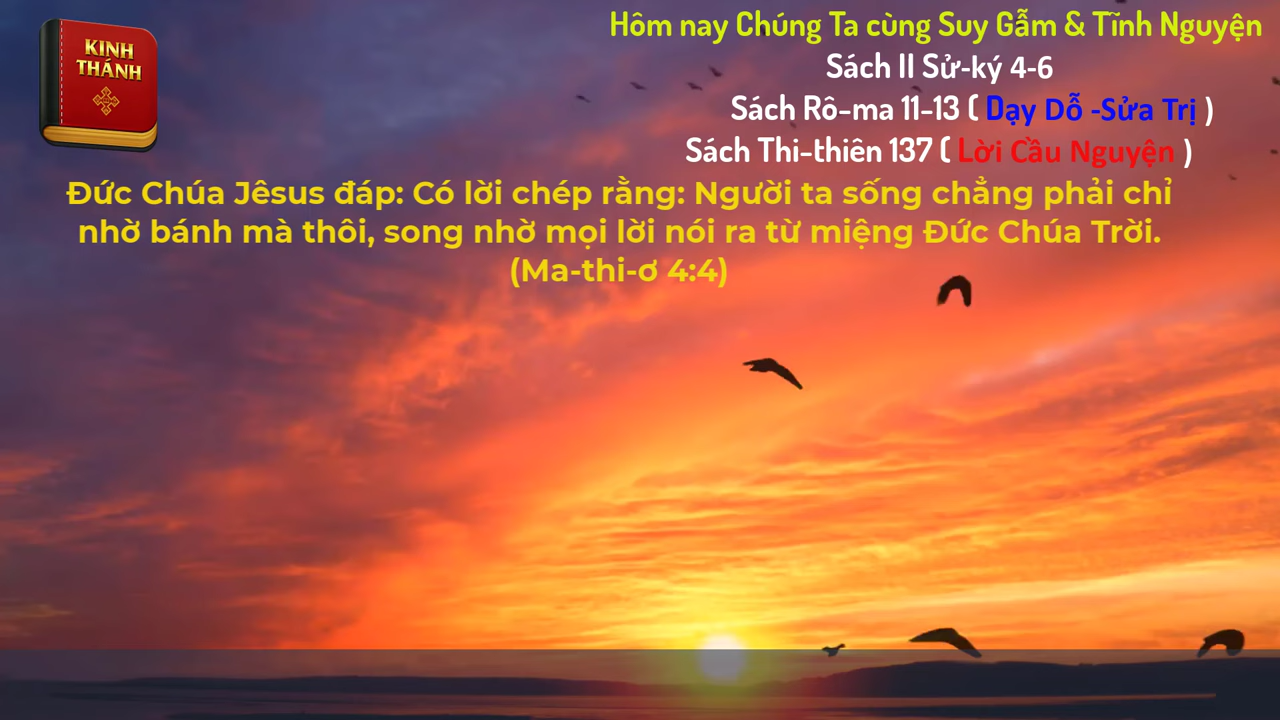 KINH
THÁNH
Hôm nay Chúng Ta cùng Suy Gẫm & Tĩnh Nguyện
Sách II Sử-ký 4-6
Sách Rô-ma 11-13 ( Dạy Dỗ -Sửa Trị )
Sách Thi-thiên 137 ( Lời Cầu Nguyện )
Đức Chúa Jêsus đáp: Có lời chép rằng: Người ta sống chẳng phải chỉ
nhờ bánh mà thôi, song nhờ mọi lời nói ra từ miệng Đức Chúa Trời.
(Ma-thi-ơ 4:4)